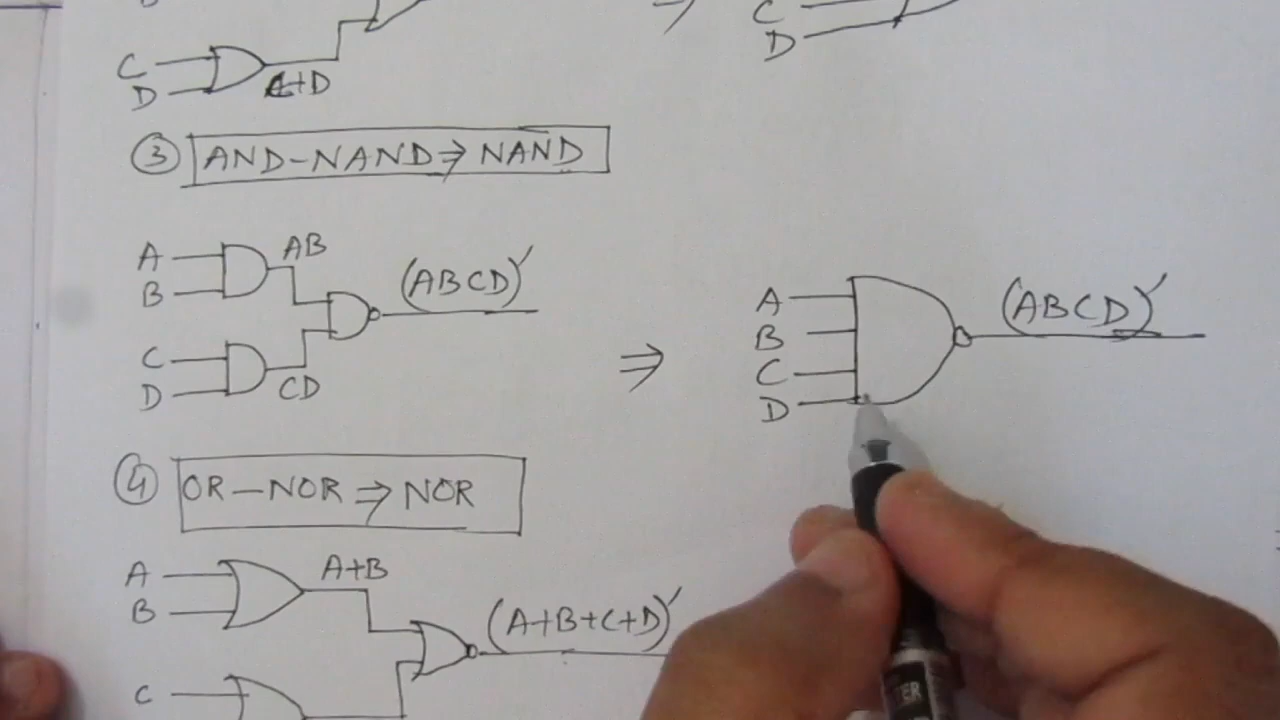 C
D
C+D
C
D
③ AND-NAND ⇒ NAND
A
B
AB
(ABCD)'
C
D
CD
⇒
A
B
C
D
(ABCD)'
④ OR-NOR ⇒ NOR
A
B
A+B
(A+B+C+D)'
C